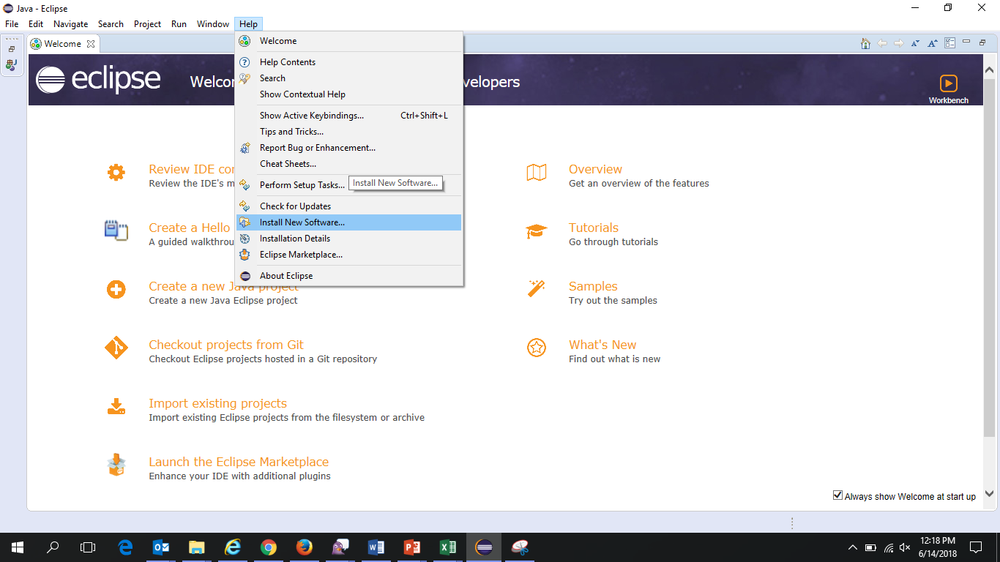 Java - Eclipse
File Edit Navigate Search Project Run Window Help
Welcome
eclipse
Welcom
velopers
Workbench
Welcome
Help Contents
Search
Show Contextual Help
Show Active Keybindings... Ctrl+Shift+L
Tips and Tricks...
Report Bug or Enhancement...
Cheat Sheets...
Perform Setup Tasks...
Install New Software...
Check for Updates
Install New Software...
Installation Details
Eclipse Marketplace...
About Eclipse
Review IDE con
Review the IDE's m
Create a Hello
A guided walkthrou
Create a new Java project
Create a new Java Eclipse project
Checkout projects from Git
Checkout Eclipse projects hosted in a Git repository
Import existing projects
Import existing Eclipse projects from the filesystem or archive
Launch the Eclipse Marketplace
Enhance your IDE with additional plugins
Overview
Get an overview of the features
Tutorials
Go through tutorials
Samples
Try out the samples
What's New
Find out what is new
Always show Welcome at start up
12:18 PM
6/14/2018